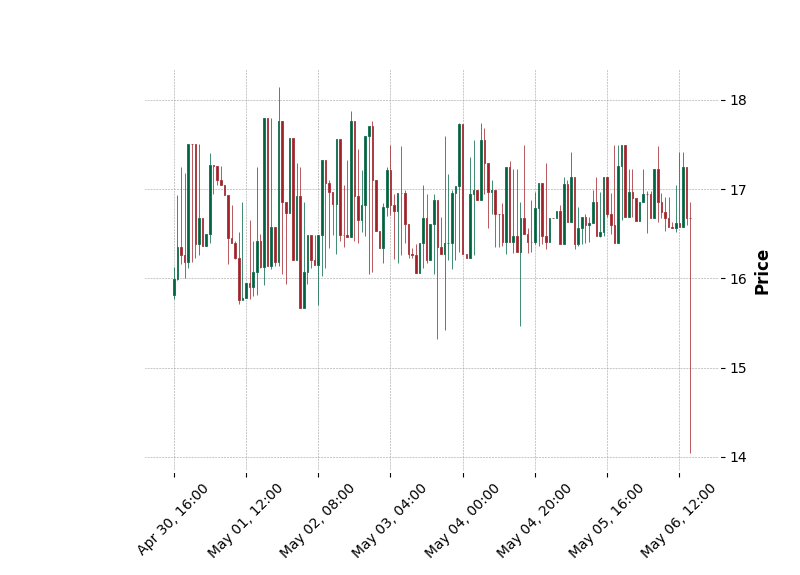 18
17
16
15
14
Price
Apr 30, 16:00
May 01, 12:00
May 02, 08:00
May 03, 04:00
May 04, 00:00
May 04, 20:00
May 05, 16:00
May 06, 12:00